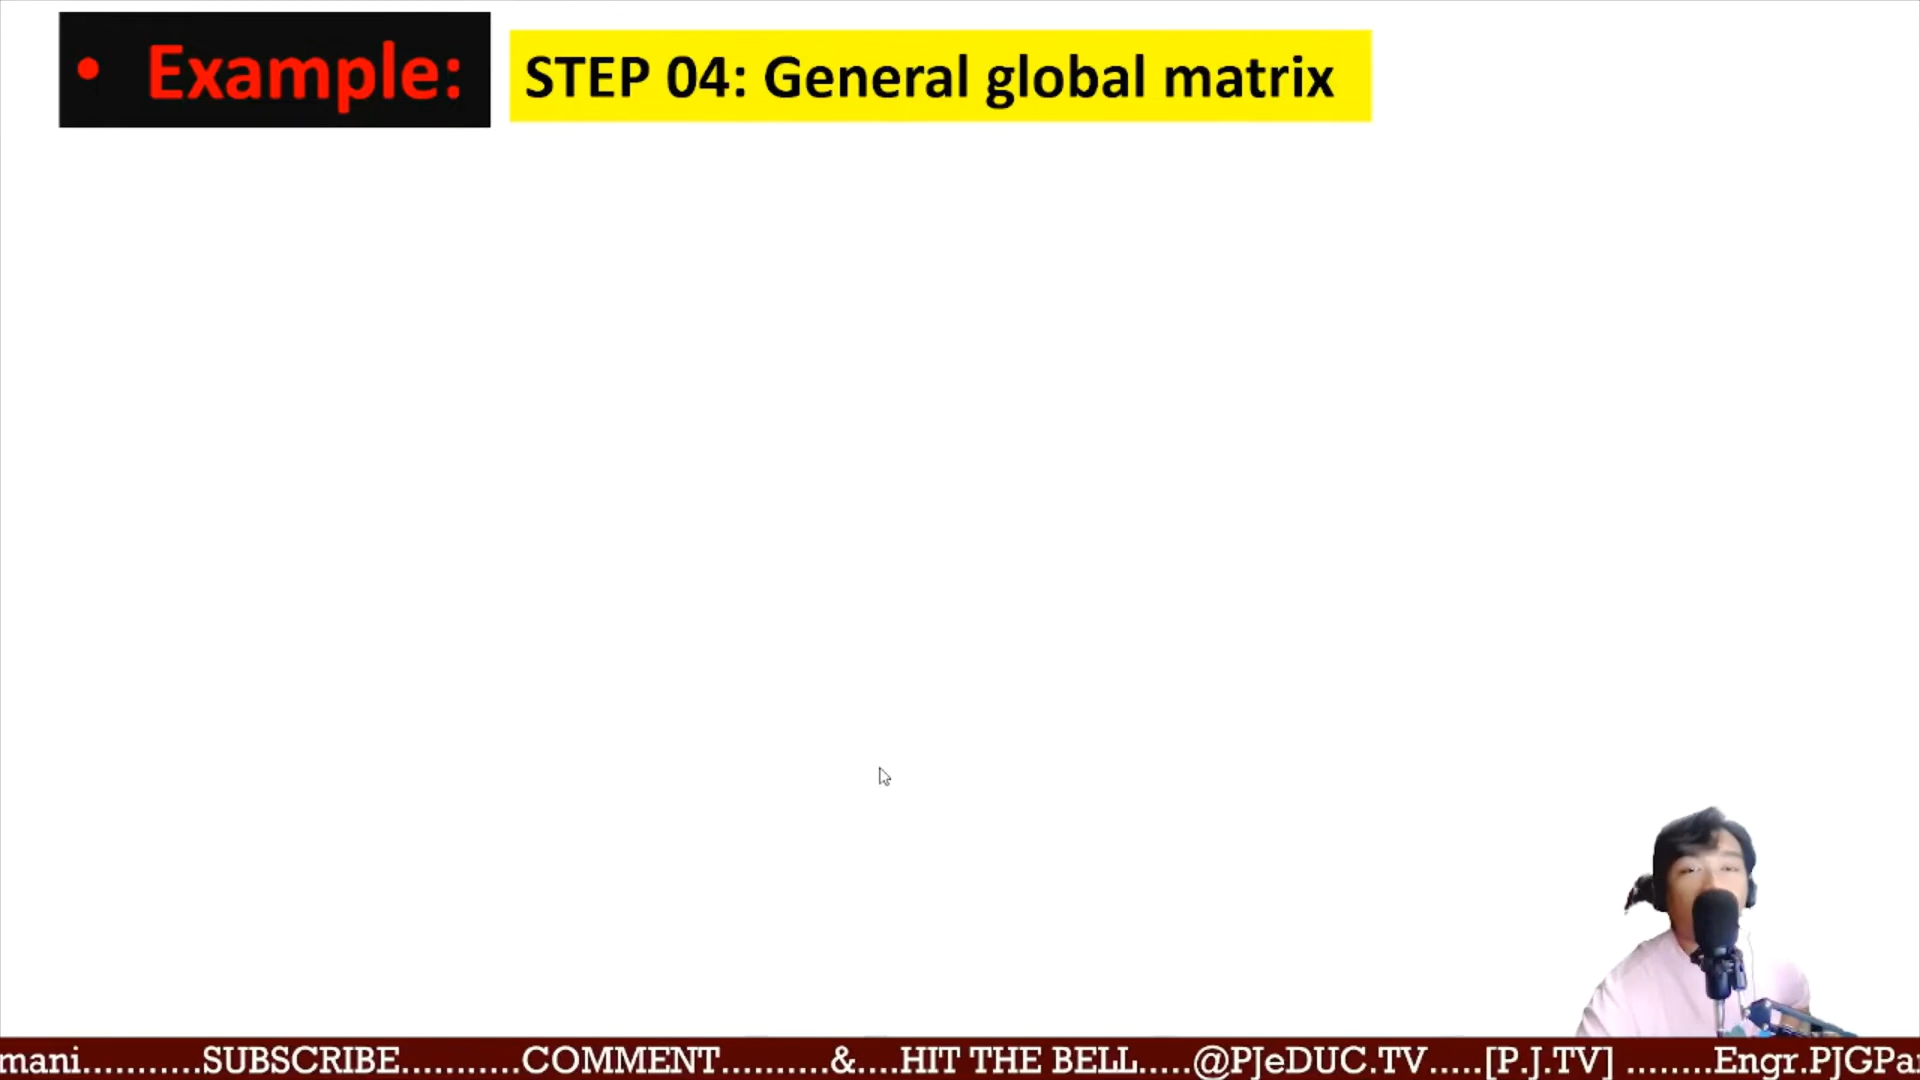 • Example: STEP 04: General global matrix
mani...........SUBSCRIBE...........COMMENT..........&....HIT THE BELL.....@PJeDUC.TV.....[P.J.TV] ........Engr.PJGPa